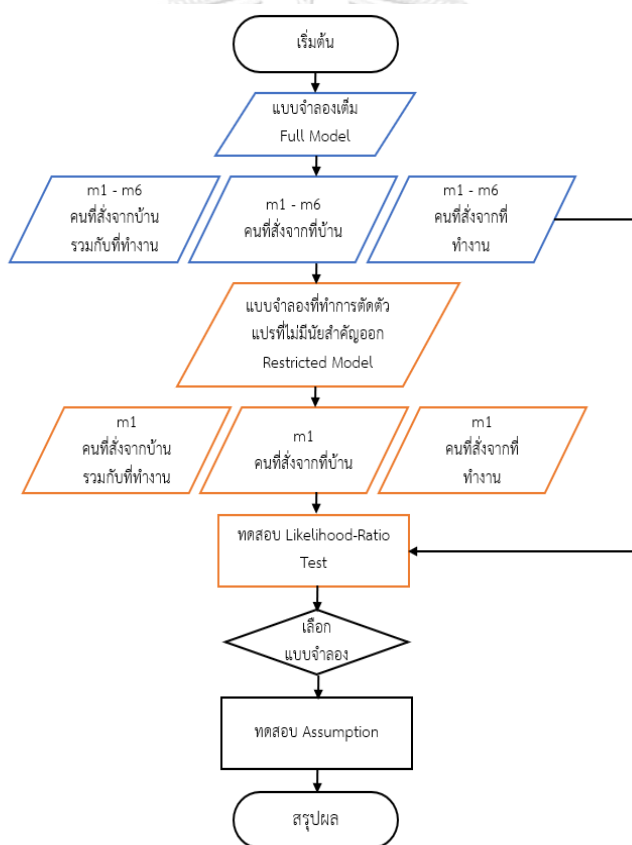 เริ่มต้น
แบบจำลองเต็ม
Full Model
m1 - m6
คนที่สั่งจากบ้าน
รวมกับที่ทำงาน
m1 - m6
คนที่สั่งจากที่บ้าน
m1 - m6
คนที่สั่งจากที่
ทำงาน
แบบจำลองที่ทำการตัดตัว
แปรที่ไม่มีนัยสำคัญออก
Restricted Model
m1
คนที่สั่งจากบ้าน
รวมกับที่ทำงาน
m1
คนที่สั่งจากที่บ้าน
m1
คนที่สั่งจากที่
ทำงาน
ทดสอบ Likelihood-Ratio
Test
เลือก
แบบจำลอง
ทดสอบ Assumption
สรุปผล